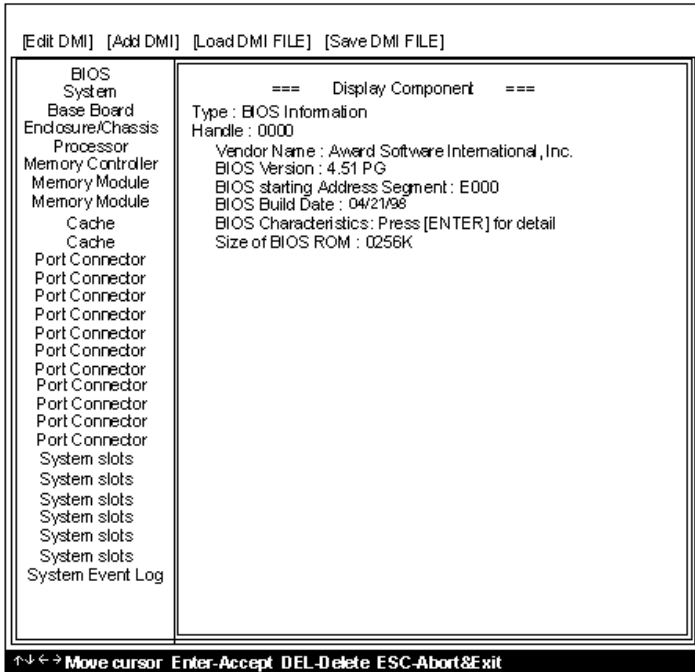 [Edit DMI] [Add DMI] [Load DMI FILE] [Save DMI FILE]
BIOS
System
Base Board
Enclosure/Chassis
Processor
Memory Controller
Memory Module
Memory Module
Cache
Cache
Port Connector
Port Connector
Port Connector
Port Connector
Port Connector
Port Connector
Port Connector
Port Connector
Port Connector
Port Connector
Port Connector
System slots
System slots
System slots
System slots
System slots
System slots
System Event Log
=== Display Component ===
Type : BIOS Information
Handle : 0000
Vendor Name : Award Software International, Inc.
BIOS Version : 4.51 PG
BIOS starting Address Segment : E000
BIOS Build Date : 04/21/98
BIOS Characteristics: Press [ENTER] for detail
Size of BIOS ROM : 0256K
↑↓←→ Move cursor Enter-Accept DEL-Delete ESC-Abort&Exit